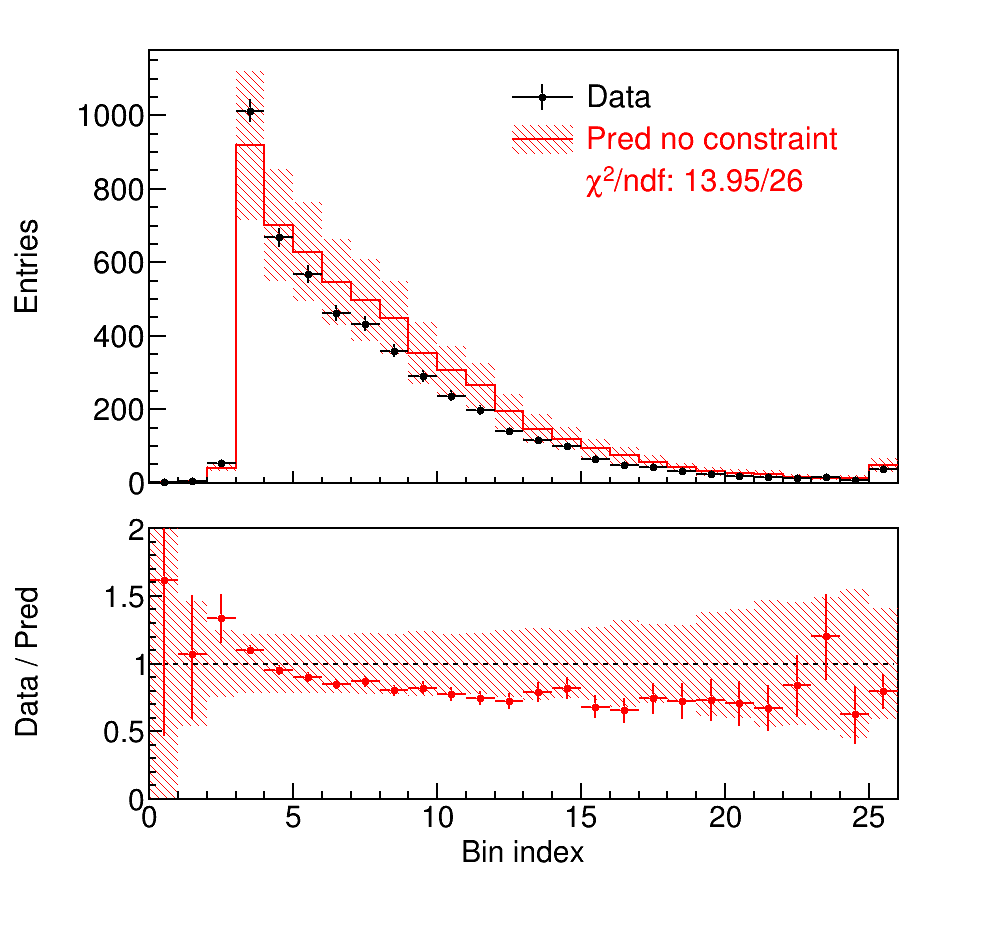 Data
Pred no constraint
χ²/ndf: 13.95/26
Entries
1000
800
600
400
200
0
Data / Pred
2
1.5
1
0.5
0
0 5 10 15 20 25
Bin index